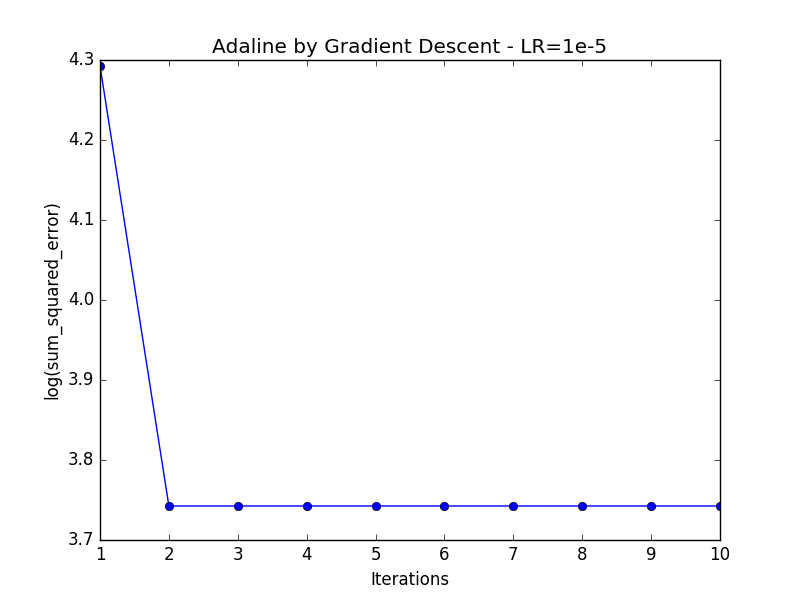 Adaline by Gradient Descent - LR=1e-5
4.3
4.2
4.1
4.0
3.9
3.8
3.7
log(sum_squared_error)
1 2 3 4 5 6 7 8 9 10
Iterations